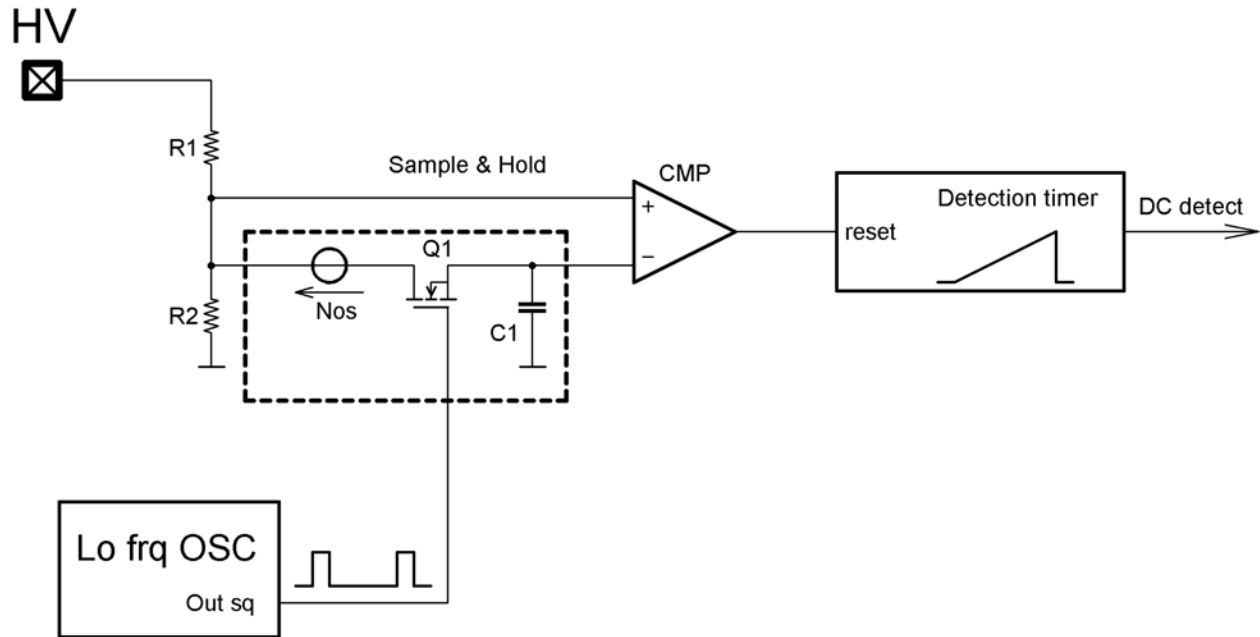 HV
R1
Sample & Hold
CMP
+
−
Detection timer
DC detect
reset
Q1
Nos
R2
C1
Lo frq OSC
Out sq